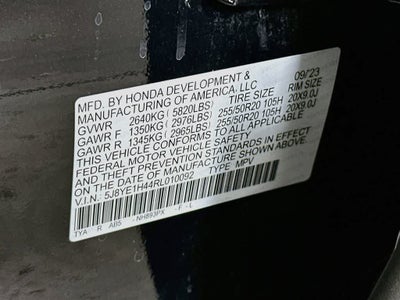 MFD. BY HONDA DEVELOPMENT & 09/23
MANUFACTURING OF AMERICA, LLC
TIRE SIZE RIM SIZE
GVWR 2640KG (5820LBS)
GAWR F 1350KG (2976LBS) 255/50R20 105H 20X9.0J
GAWR R 1345KG (2965LBS) 255/50R20 105H 20X9.0J
THIS VEHICLE CONFORMS TO ALL APPLICABLE
FEDERAL MOTOR VEHICLE SAFETY AND
THEFT PREVENTION STANDARDS IN EFFECT
ON THE DATE OF MANUFACTURE SHOWN ABOVE.
V.I.N.: 5J8YE1H44RL010092 TYPE: MPV
TYA R AB5 NH893PX F - L